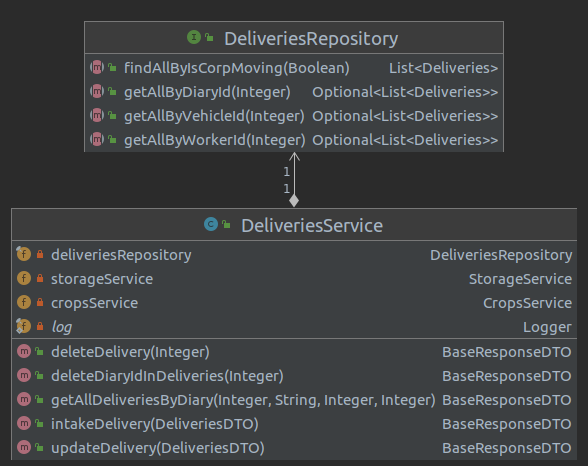 I DeliveriesRepository
m findAllByIsCorpMoving(Boolean) List<Deliveries>
m getAllByDiaryId(Integer) Optional<List<Deliveries>>
m getAllByVehicleId(Integer) Optional<List<Deliveries>>
m getAllByWorkerId(Integer) Optional<List<Deliveries>>
1
1
C DeliveriesService
f deliveriesRepository DeliveriesRepository
f storageService StorageService
f cropsService CropsService
f log Logger
m deleteDelivery(Integer) BaseResponseDTO
m deleteDiaryIdInDeliveries(Integer) BaseResponseDTO
m getAllDeliveriesByDiary(Integer, String, Integer, Integer) BaseResponseDTO
m intakeDelivery(DeliveriesDTO) BaseResponseDTO
m updateDelivery(DeliveriesDTO) BaseResponseDTO